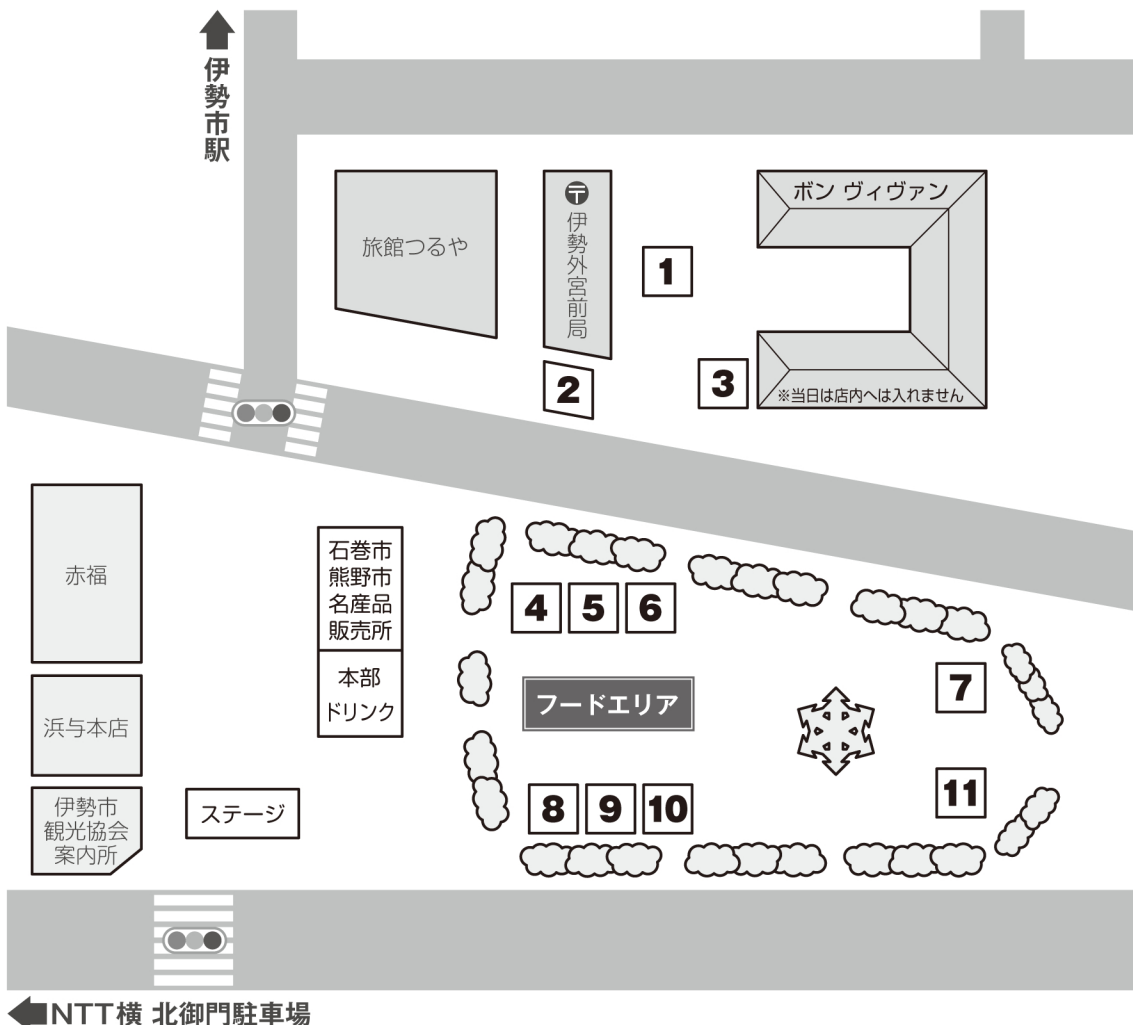 伊勢市駅
旅館つるや
〒
伊勢外宮前局
ボン ヴィヴァン
1
2
3
※当日は店内へは入れません
赤福
石巻市
熊野市
名産品
販売所
4
5
6
本部
ドリンク
フードエリア
7
浜与本店
伊勢市
観光協会
案内所
ステージ
8
9
10
11
NTT横 北御門駐車場